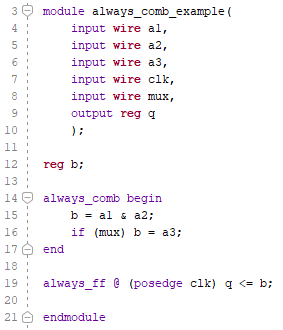 3 module always_comb_example(
4 input wire a1,
5 input wire a2,
6 input wire a3,
7 input wire clk,
8 input wire mux,
9 output reg q
10 );
11
12 reg b;
13
14 always_comb begin
15 b = a1 & a2;
16 if (mux) b = a3;
17 end
18
19 always_ff @ (posedge clk) q <= b;
20
21 endmodule